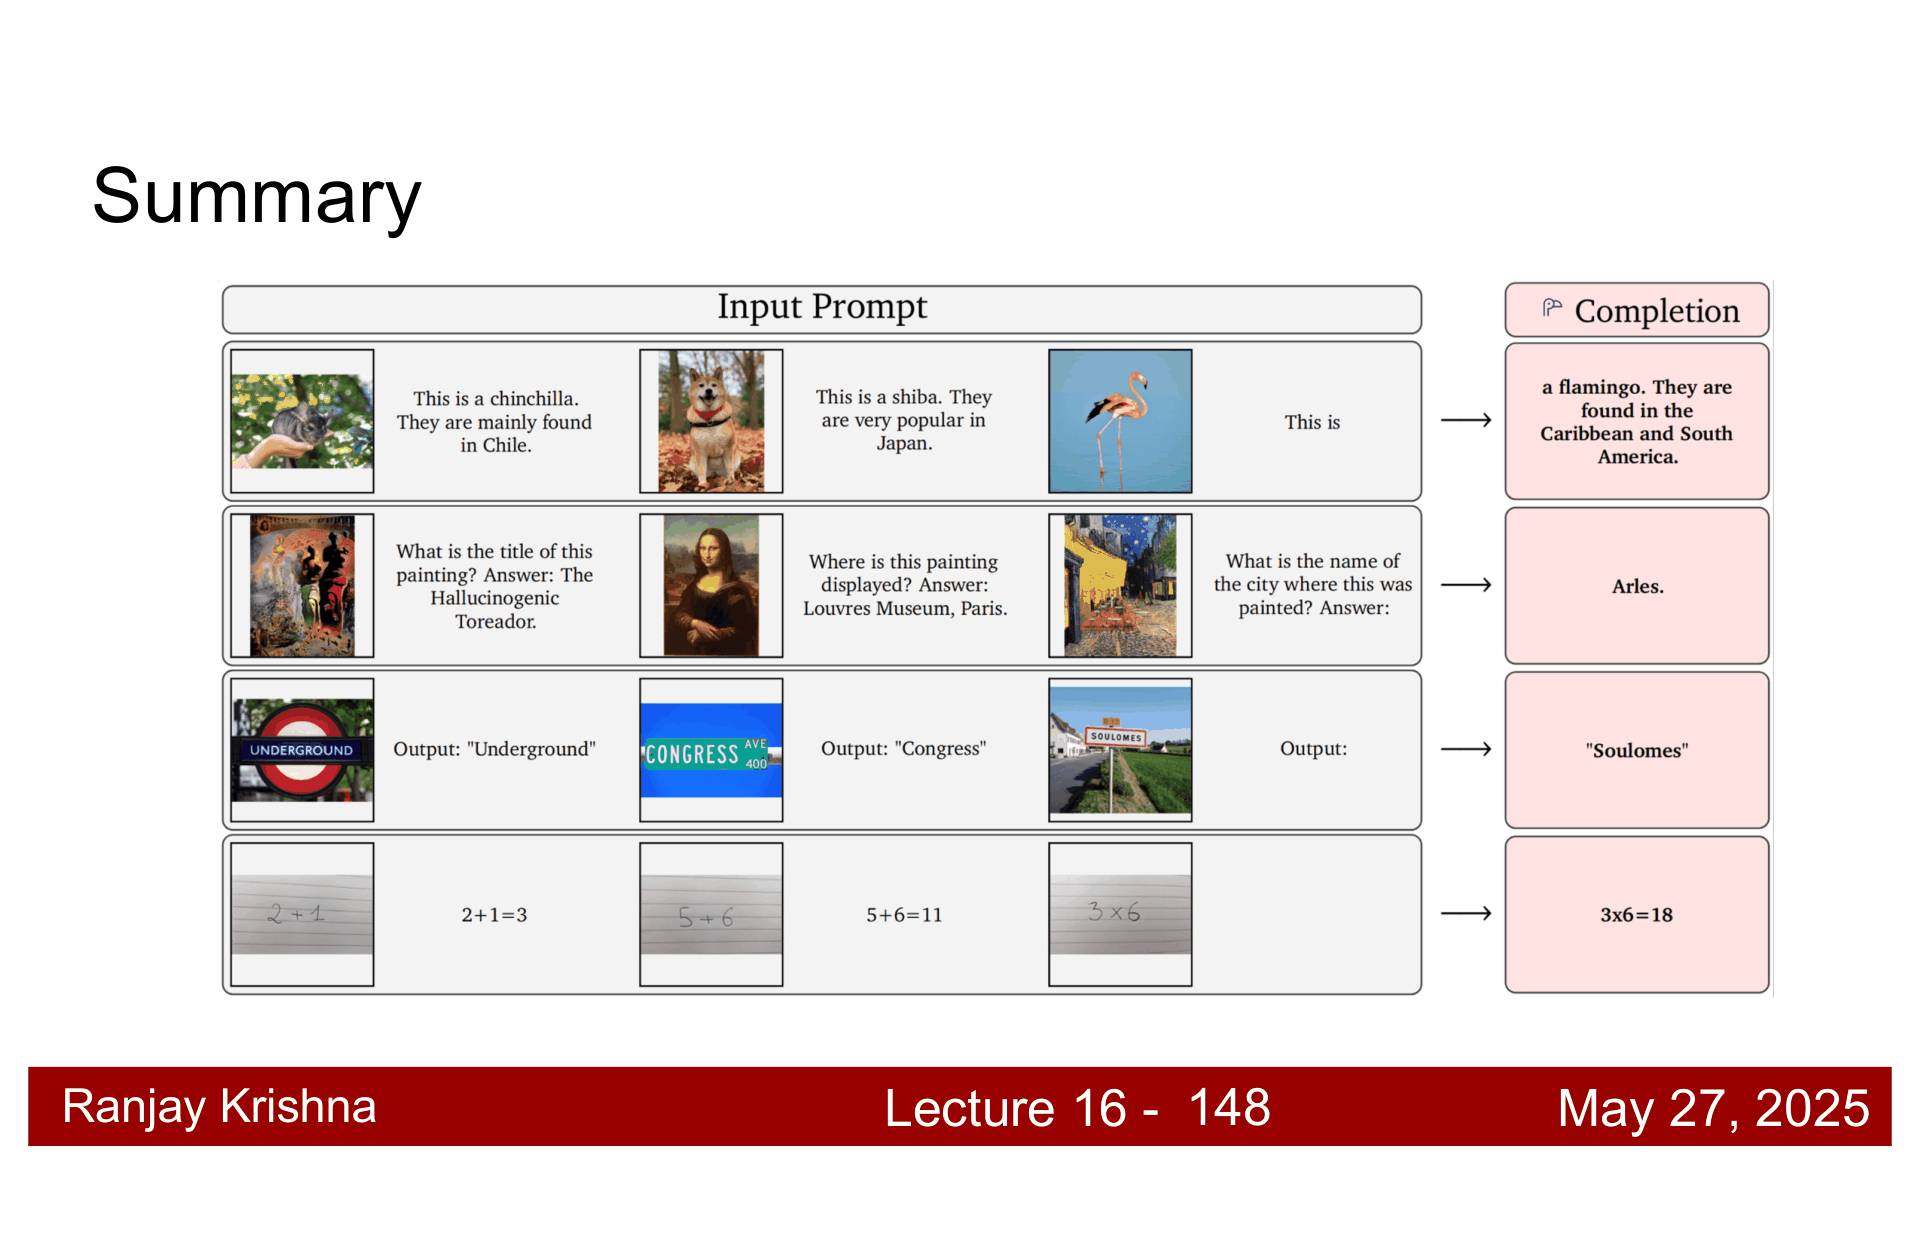 Summary
Input Prompt
Completion
This is a chinchilla.
They are mainly found
in Chile.
This is a shiba. They
are very popular in
Japan.
This is
a flamingo. They are
found in the
Caribbean and South
America.
What is the title of this
painting? Answer: The
Hallucinogenic
Toreador.
Where is this painting
displayed? Answer:
Louvres Museum, Paris.
What is the name of
the city where this was
painted? Answer:
Arles.
UNDERGROUND
Output: "Underground"
CONGRESS AVE
400
Output: "Congress"
SOULOMES
Output:
"Soulomes"
2+1
2+1=3
5+6
5+6=11
3×6
3x6=18
Ranjay Krishna
Lecture 16 - 148
May 27, 2025